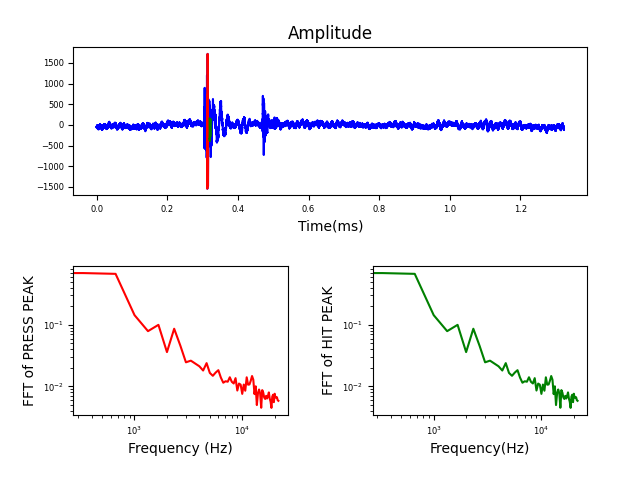 Amplitude
1500
1000
500
0
−500
−1000
−1500
0.0 0.2 0.4 0.6 0.8 1.0 1.2
Time(ms)
FFT of PRESS PEAK
10⁻¹
10⁻²
10³ 10⁴
Frequency (Hz)
FFT of HIT PEAK
10⁻¹
10⁻²
10³ 10⁴
Frequency(Hz)